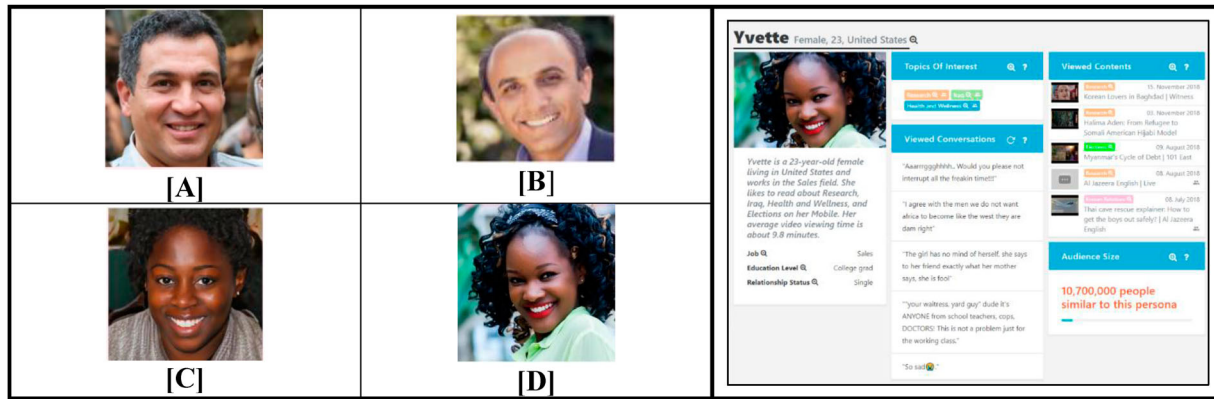 [A]
[B]
[C]
[D]
Yvette Female, 23, United States
Topics Of Interest ?
Research Iraq
Health and Wellness
Viewed Conversations ?
"Aaarrrggghhhh.. Would you please not
interrupt all the freakin time!!!"
"I agree with the men we do not want
africa to become like the west they are
dam right"
"The girl has no mind of herself. she says
to her friend exactly what her mother
says, she is fool"
""your waitress, yard guy" dude it's
ANYONE from school teachers, cops,
DOCTORS! This is not a problem just for
the working class."
"So sad😭."
Yvette is a 23-year-old female
living in United States and
works in the Sales field. She
likes to read about Research,
Iraq, Health and Wellness, and
Elections on her Mobile. Her
average video viewing time is
about 9.8 minutes.
Job Sales
Education Level College grad
Relationship Status Single
Viewed Contents ?
Research 15. November 2018
Korean Lovers in Baghdad | Witness
Research 03. November 2018
Halima Aden: From Refugee to
Somali American Hijabi Model
09. August 2018
Myanmar's Cycle of Debt | 101 East
Research 08. August 2018
Al Jazeera English | Live
08. July 2018
Thai cave rescue explainer: How to
get the boys out safely? | Al Jazeera
English
Audience Size ?
10,700,000 people
similar to this persona